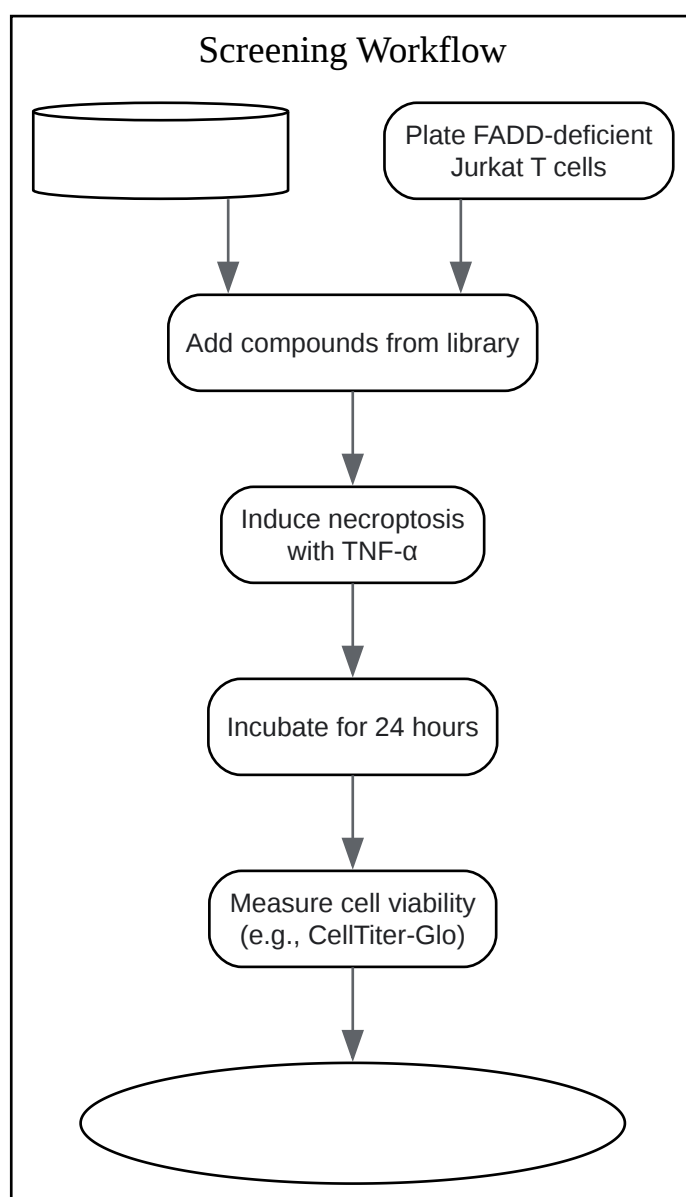 Screening Workflow
Plate FADD-deficient
Jurkat T cells
Add compounds from library
Induce necroptosis
with TNF-α
Incubate for 24 hours
Measure cell viability
(e.g., CellTiter-Glo)